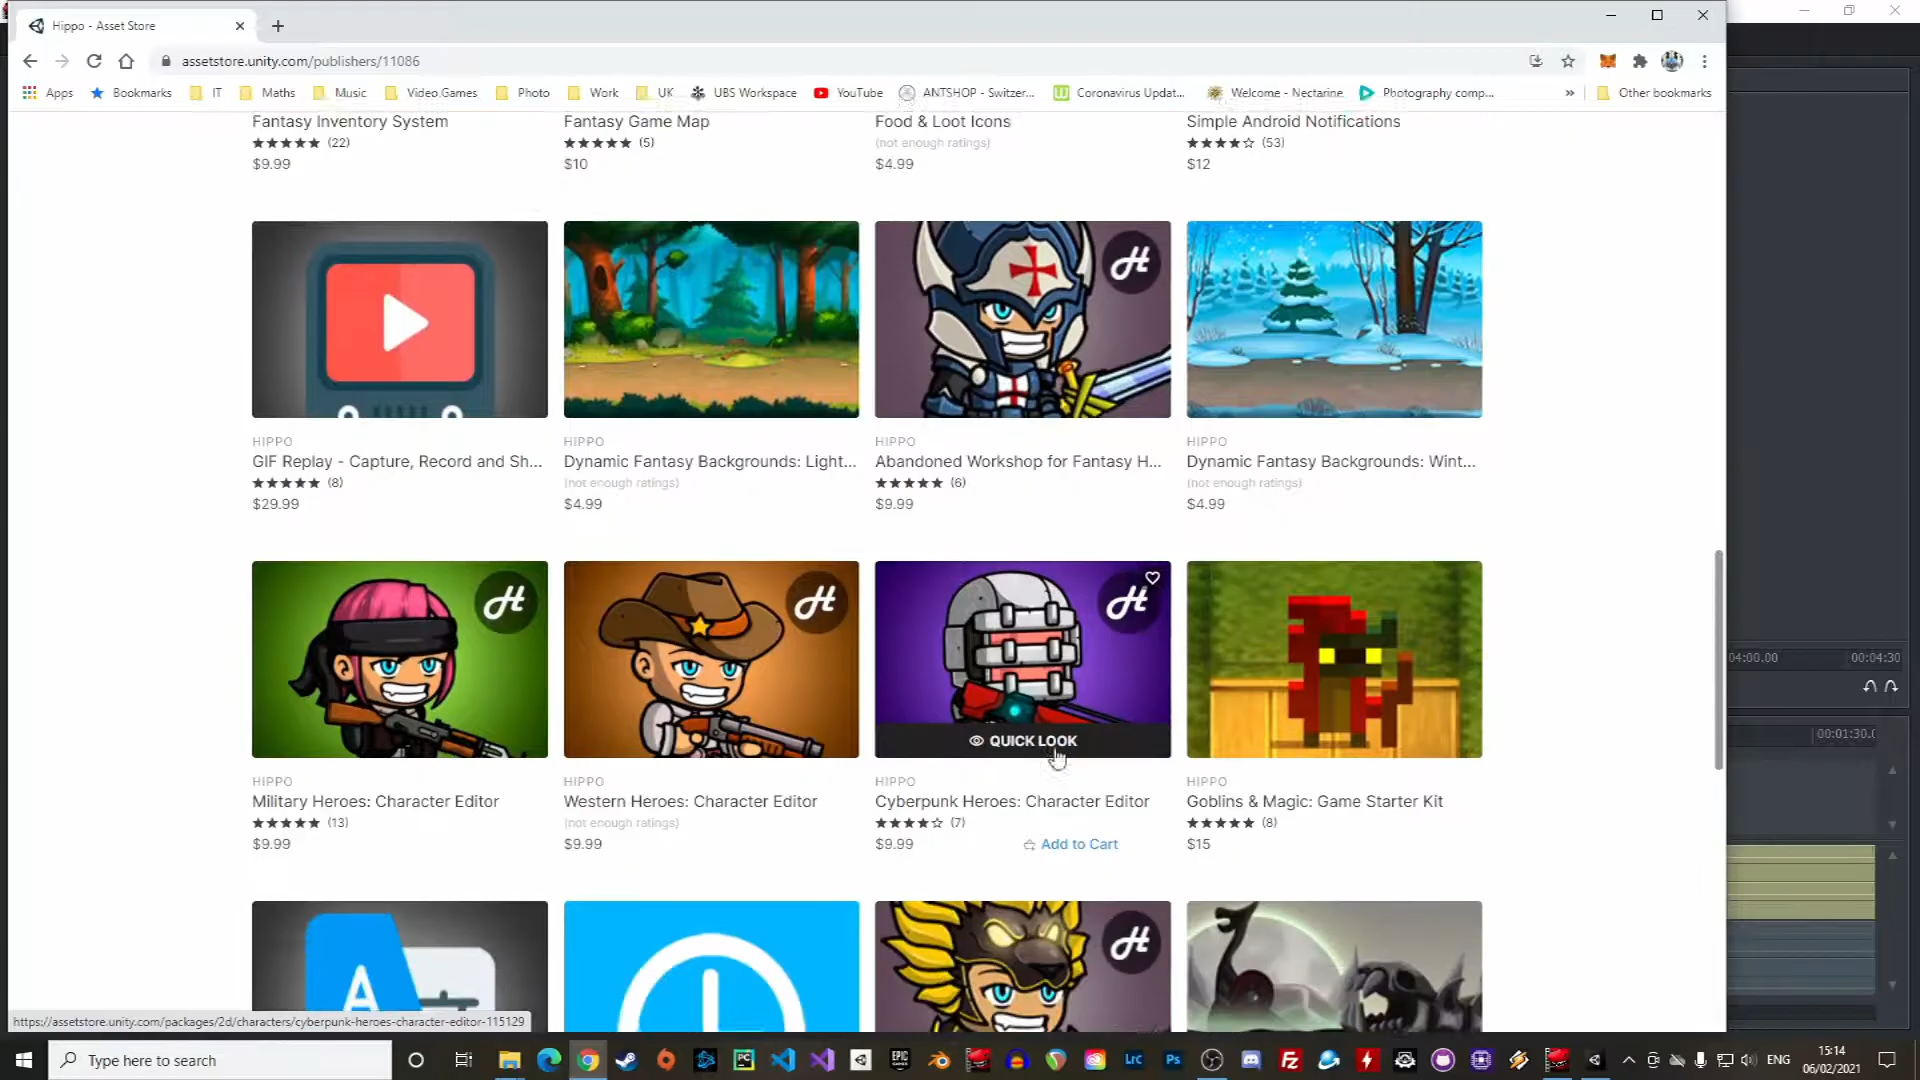 Hippo - Asset Store
assetstore.unity.com/publishers/11086
Apps Bookmarks IT Maths Music Video Games Photo Work UK UBS Workspace YouTube ANTSHOP - Switzer... Coronavirus Updat... Welcome - Nectarine Photography comp... » Other bookmarks
Fantasy Inventory System Fantasy Game Map Food & Loot Icons Simple Android Notifications
★★★★★ (22) ★★★★★ (5) (not enough ratings) ★★★★☆ (53)
$9.99 $10 $4.99 $12
HIPPO HIPPO HIPPO HIPPO
GIF Replay - Capture, Record and Sh... Dynamic Fantasy Backgrounds: Light... Abandoned Workshop for Fantasy H... Dynamic Fantasy Backgrounds: Wint...
★★★★★ (8) (not enough ratings) ★★★★★ (6) (not enough ratings)
$29.99 $4.99 $9.99 $4.99
04:00.00 00:04:30
QUICK LOOK
00:01:30.0
HIPPO HIPPO HIPPO HIPPO
Military Heroes: Character Editor Western Heroes: Character Editor Cyberpunk Heroes: Character Editor Goblins & Magic: Game Starter Kit
★★★★★ (13) (not enough ratings) ★★★★☆ (7) ★★★★★ (8)
$9.99 $9.99 $9.99 Add to Cart $15
A
https://assetstore.unity.com/packages/2d/characters/cyberpunk-heroes-character-editor-115129
Type here to search
PC EPIC GAMES Lrc Ps Fz ENG
15:14
06/02/2021